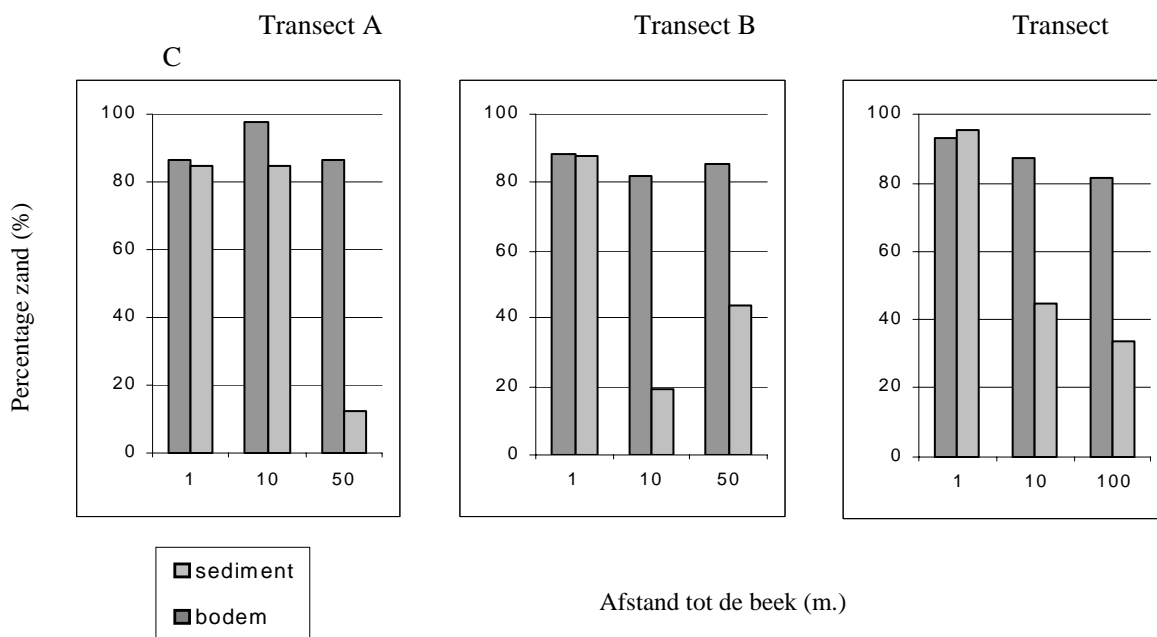 Transect A Transect B Transect
C
Percentage zand (%)
100 100 100
80 80 80
60 60 60
40 40 40
20 20 20
0 0 0
1 10 50 1 10 50 1 10 100
sediment
bodem
Afstand tot de beek (m.)